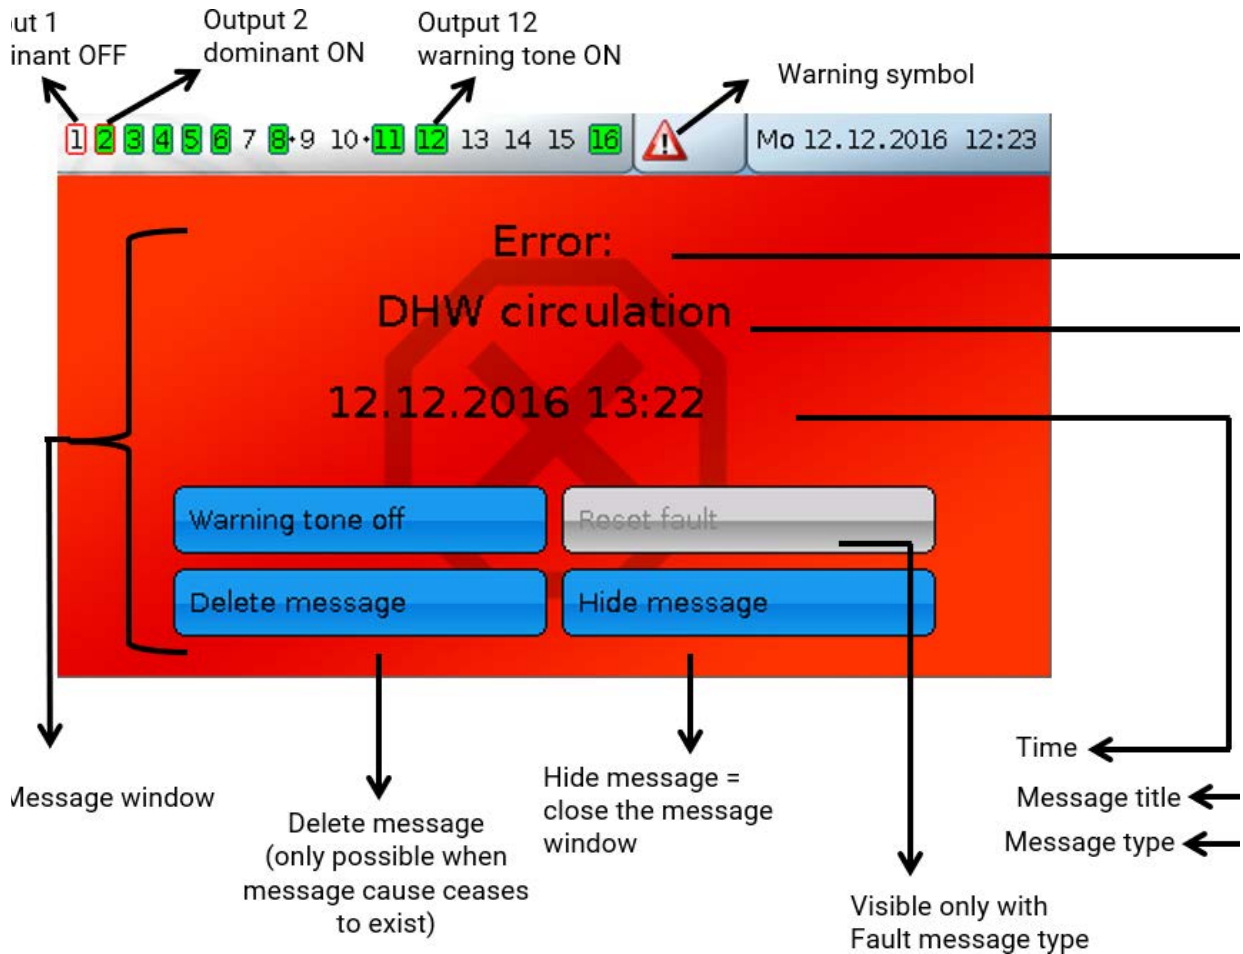 ut 1
inant OFF
Output 2
dominant ON
Output 12
warning tone ON
Warning symbol
1 2 3 4 5 6 7 8 9 10 11 12 13 14 15 16
Mo 12.12.2016 12:23
Error:
DHW circulation
12.12.2016 13:22
Warning tone off
Reset fault
Delete message
Hide message
Message window
Delete message
(only possible when
message cause ceases
to exist)
Hide message =
close the message
window
Time
Message title
Message type
Visible only with
Fault message type